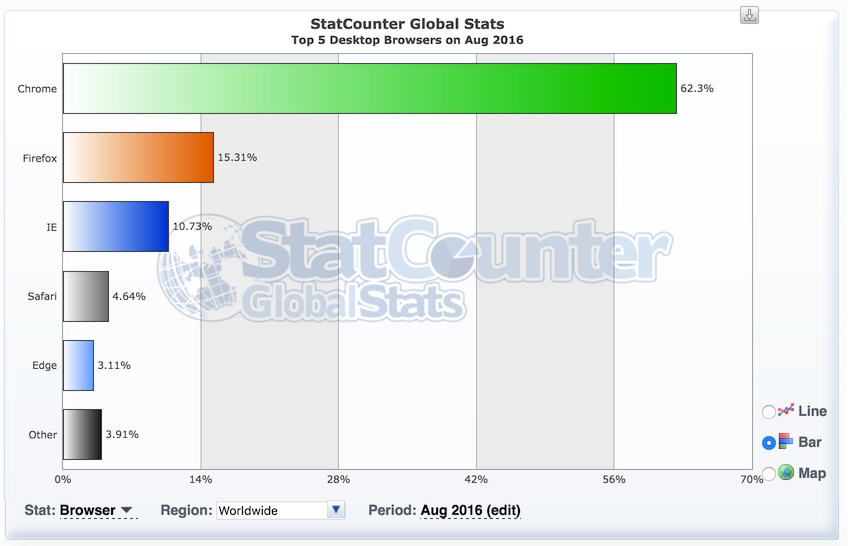 StatCounter Global Stats
Top 5 Desktop Browsers on Aug 2016
Chrome 62.3%
Firefox 15.31%
IE 10.73%
StatCounter
GlobalStats
Safari 4.64%
Edge 3.11%
Other 3.91%
0% 14% 28% 42% 56% 70%
Line
Bar
Map
Stat: Browser Region: Worldwide Period: Aug 2016 (edit)